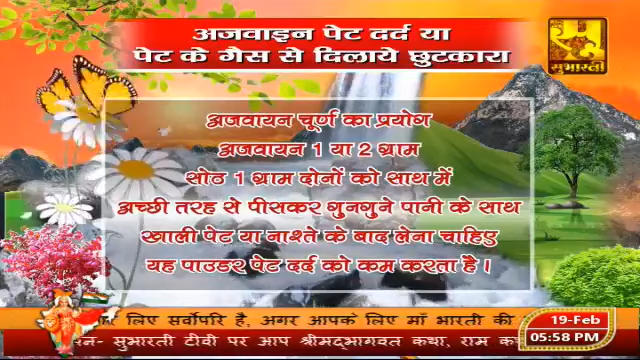 अजवाइन पेट दर्द या
पेट के गैस से दिलाये छुटकारा
सुभारती
अजवायन चूर्ण का प्रयोग
अजवायन 1 या 2 ग्राम
सोठ 1 ग्राम दोनों को साथ में
अच्छी तरह से पीसकर गुनगुने पानी के साथ
खाली पेट या नाश्ते के बाद लेना चाहिए
यह पाउडर पेट दर्द को कम करता है।
लिए सर्वोपरि है, अगर आपके लिए माँ भारती की
19-Feb
सुभारती टीवी पर आप श्रीमद्भागवत कथा, राम
05:58 PM